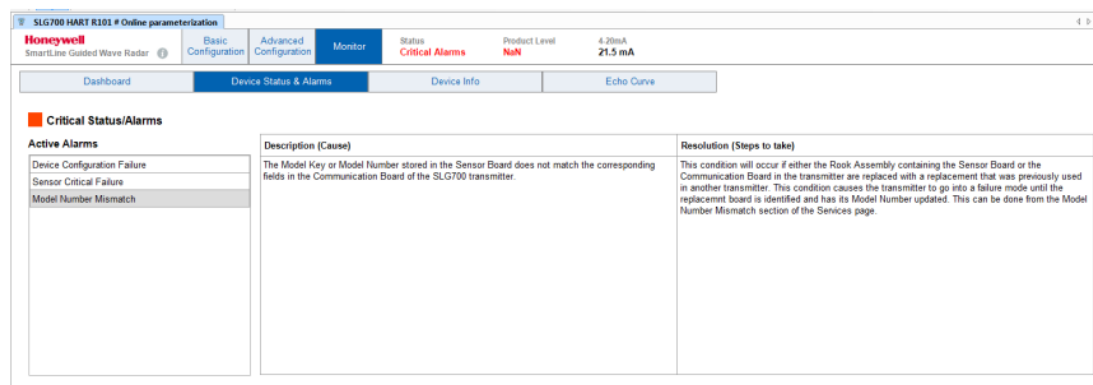 SLG700 HART R101 # Online parameterization
Honeywell
SmartLine Guided Wave Radar
Basic
Configuration
Advanced
Configuration
Monitor
Status
Critical Alarms
Product Level
NaN
4-20mA
21.5 mA
Dashboard
Device Status & Alarms
Device Info
Echo Curve
Critical Status/Alarms
Active Alarms
Device Configuration Failure
Sensor Critical Failure
Model Number Mismatch
Description (Cause)
The Model Key or Model Number stored in the Sensor Board does not match the corresponding
fields in the Communication Board of the SLG700 transmitter.
Resolution (Steps to take)
This condition will occur if either the Rook Assembly containing the Sensor Board or the
Communication Board in the transmitter are replaced with a replacement that was previously used
in another transmitter. This condition causes the transmitter to go into a failure mode until the
replacemnt board is identified and has its Model Number updated. This can be done from the Model
Number Mismatch section of the Services page.